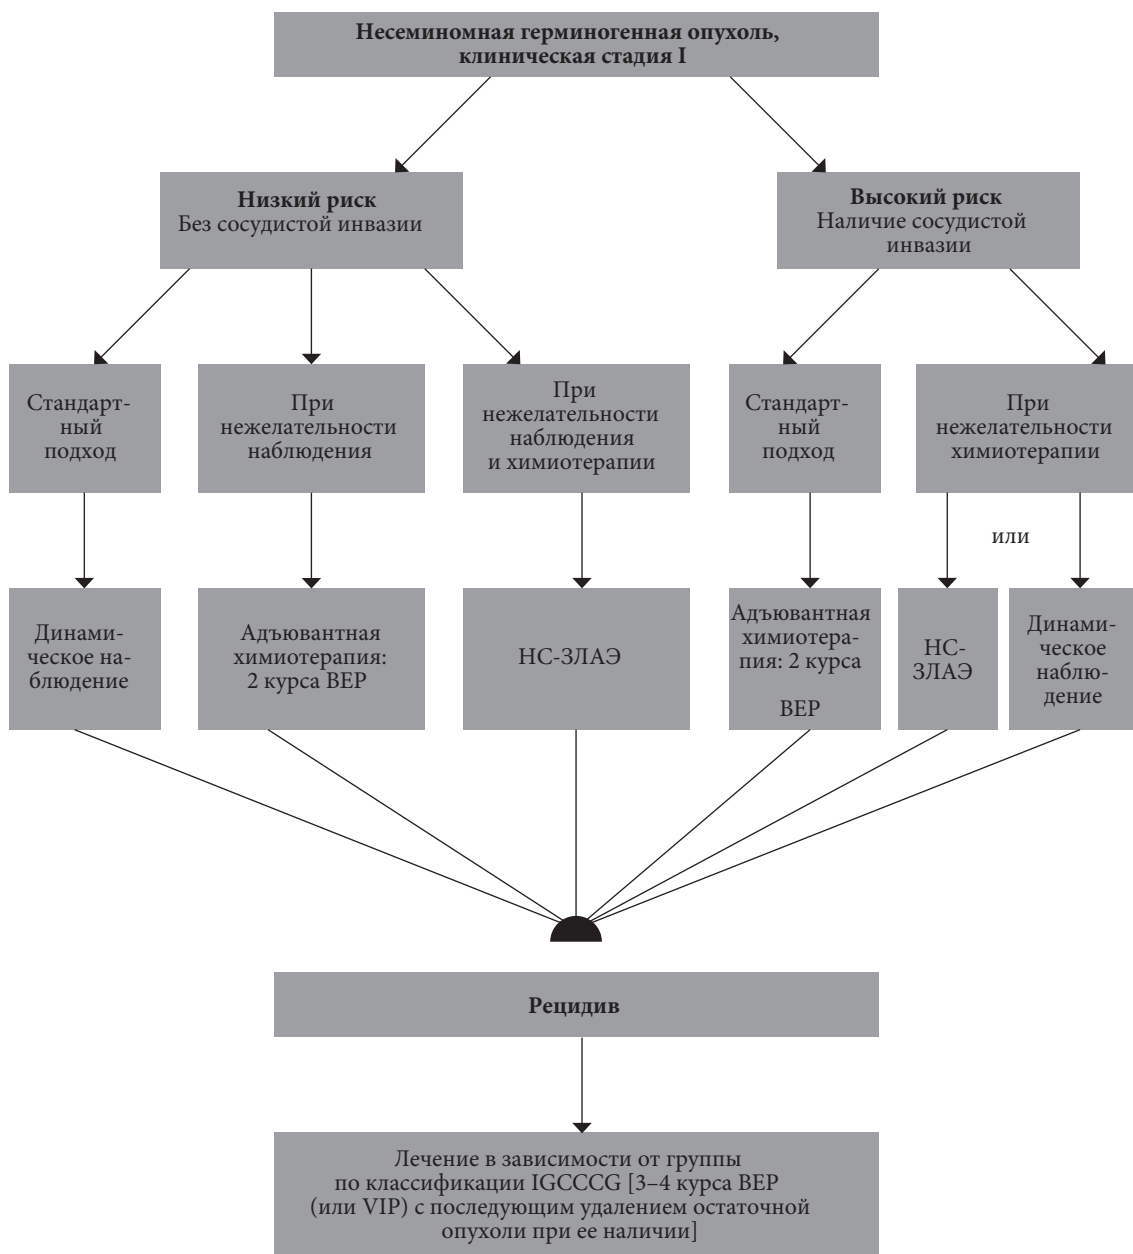 Несеминомная герминогенная опухоль,
клиническая стадия I
Низкий риск
Без сосудистой инвазии
Высокий риск
Наличие сосудистой
инвазии
Стандарт-
ный
подход
При
нежелательности
наблюдения
При
нежелательности
наблюдения
и химиотерапии
Стандарт-
ный
подход
При
нежелательности
химиотерапии
или
Динами-
ческое на-
блюдение
Адъювантная
химиотерапия:
2 курса BEP
НС-ЗЛАЭ
Адъювантная
химиотера-
пия: 2 курса
BEP
НС-
ЗЛАЭ
Динами-
ческое
наблю-
дение
Рецидив
Лечение в зависимости от группы
по классификации IGCCCG [3–4 курса BEP
(или VIP) с последующим удалением остаточной
опухоли при ее наличии]